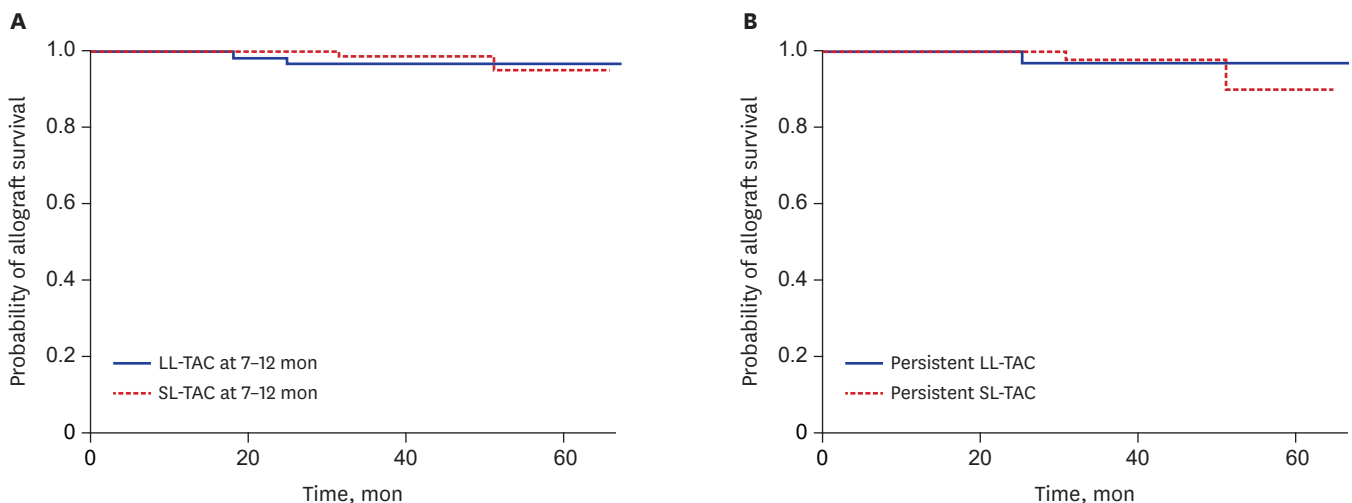 A
Probability of allograft survival
1.0
0.8
0.6
0.4
0.2
0
LL-TAC at 7–12 mon
SL-TAC at 7–12 mon
0 20 40 60
Time, mon
B
Probability of allograft survival
1.0
0.8
0.6
0.4
0.2
0
Persistent LL-TAC
Persistent SL-TAC
0 20 40 60
Time, mon